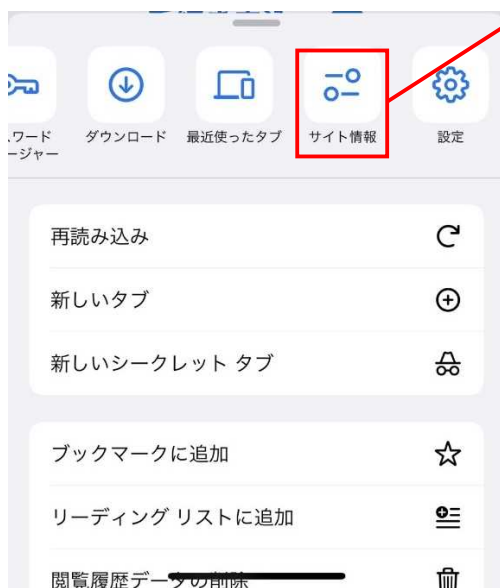 ワード
ージャー
ダウンロード
最近使ったタブ
サイト情報
設定
再読み込み
新しいタブ
新しいシークレット タブ
ブックマークに追加
リーディング リストに追加
閲覧履歴データの削除